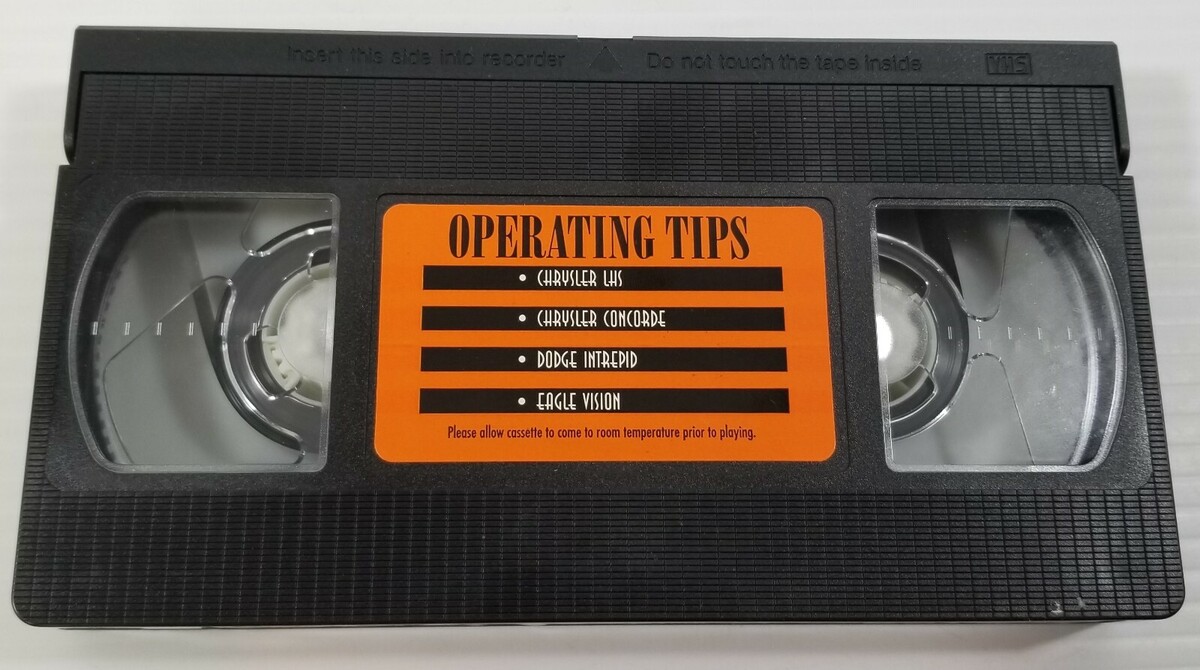 Insert this side into recorder Do not touch the tape inside VHS
OPERATING TIPS
• CHRYSLER LHS
• CHRYSLER CONCORDE
• DODGE INTREPID
• EAGLE VISION
Please allow cassette to come to room temperature prior to playing.